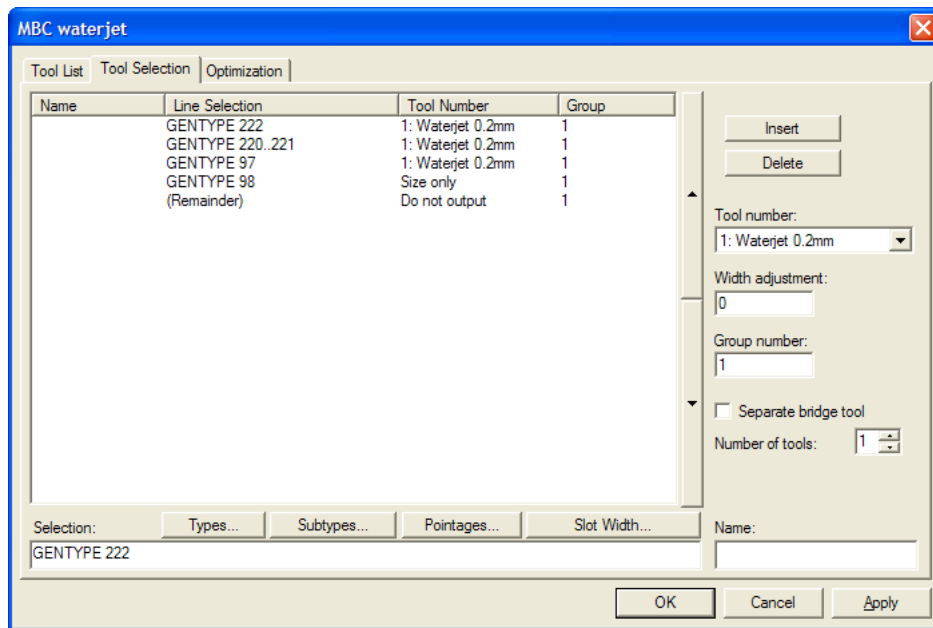 MBC waterjet
Tool List Tool Selection Optimization
Name Line Selection Tool Number Group
GENTYPE 222 1: Waterjet 0.2mm 1
GENTYPE 220..221 1: Waterjet 0.2mm 1
GENTYPE 97 1: Waterjet 0.2mm 1
GENTYPE 98 Size only 1
(Remainder) Do not output 1
Insert
Delete
Tool number:
1: Waterjet 0.2mm
Width adjustment:
0
Group number:
1
Separate bridge tool
Number of tools: 1
Selection: Types... Subtypes... Pointages... Slot Width... Name:
GENTYPE 222
OK Cancel Apply